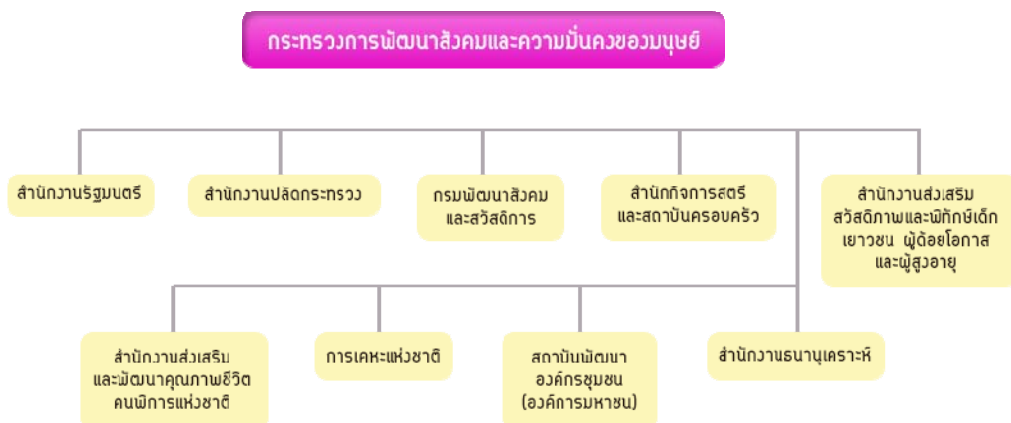 กระทรวงการพัฒนาสังคมและความมั่นคงของมนุษย์
สำนักงานรัฐมนตรี
สำนักงานปลัดกระทรวง
กรมพัฒนาสังคม
และสวัสดิการ
สำนักกิจการสตรี
และสถาบันครอบครัว
สำนักงานส่งเสริม
สวัสดิภาพและพิทักษ์เด็ก
เยาวชน ผู้ด้อยโอกาส
และผู้สูงอายุ
สำนักงานส่งเสริม
และพัฒนาคุณภาพชีวิต
คนพิการแห่งชาติ
การเคหะแห่งชาติ
สถาบันพัฒนา
องค์กรชุมชน
(องค์การมหาชน)
สำนักงานธนานุเคราะห์